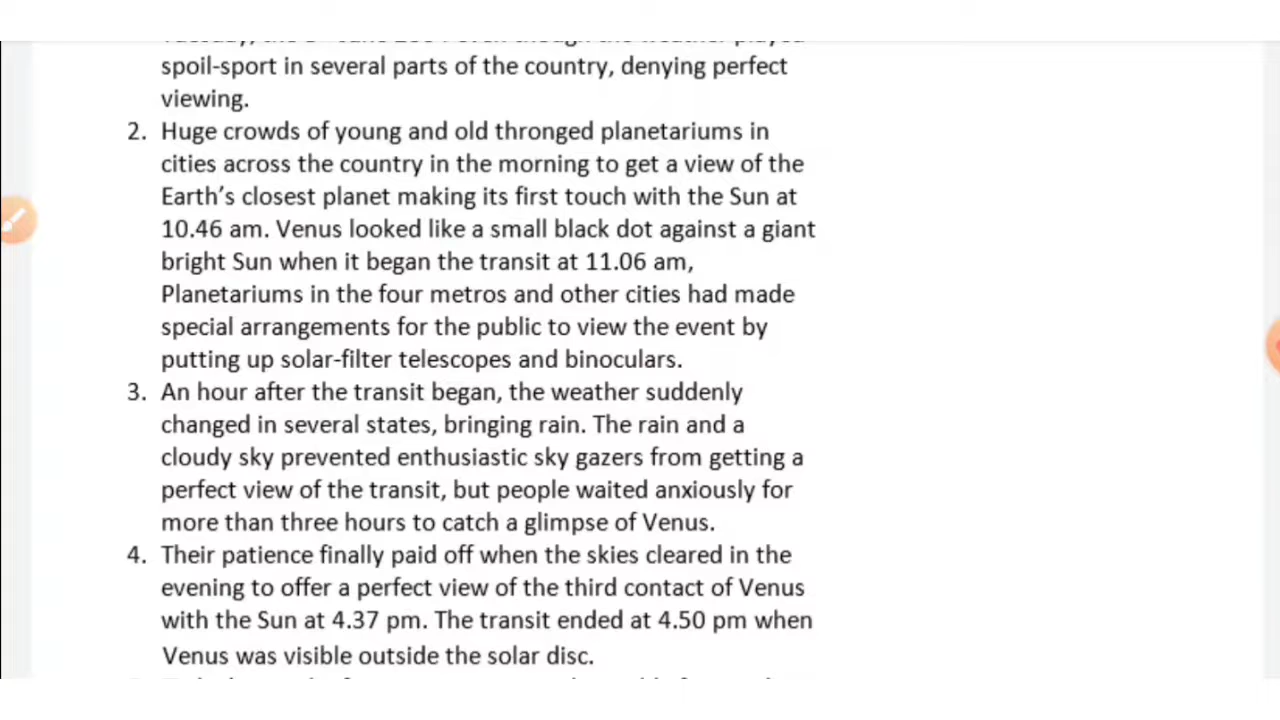 spoil-sport in several parts of the country, denying perfect
viewing.
2. Huge crowds of young and old thronged planetariums in
cities across the country in the morning to get a view of the
Earth's closest planet making its first touch with the Sun at
10.46 am. Venus looked like a small black dot against a giant
bright Sun when it began the transit at 11.06 am,
Planetariums in the four metros and other cities had made
special arrangements for the public to view the event by
putting up solar-filter telescopes and binoculars.
3. An hour after the transit began, the weather suddenly
changed in several states, bringing rain. The rain and a
cloudy sky prevented enthusiastic sky gazers from getting a
perfect view of the transit, but people waited anxiously for
more than three hours to catch a glimpse of Venus.
4. Their patience finally paid off when the skies cleared in the
evening to offer a perfect view of the third contact of Venus
with the Sun at 4.37 pm. The transit ended at 4.50 pm when
Venus was visible outside the solar disc.